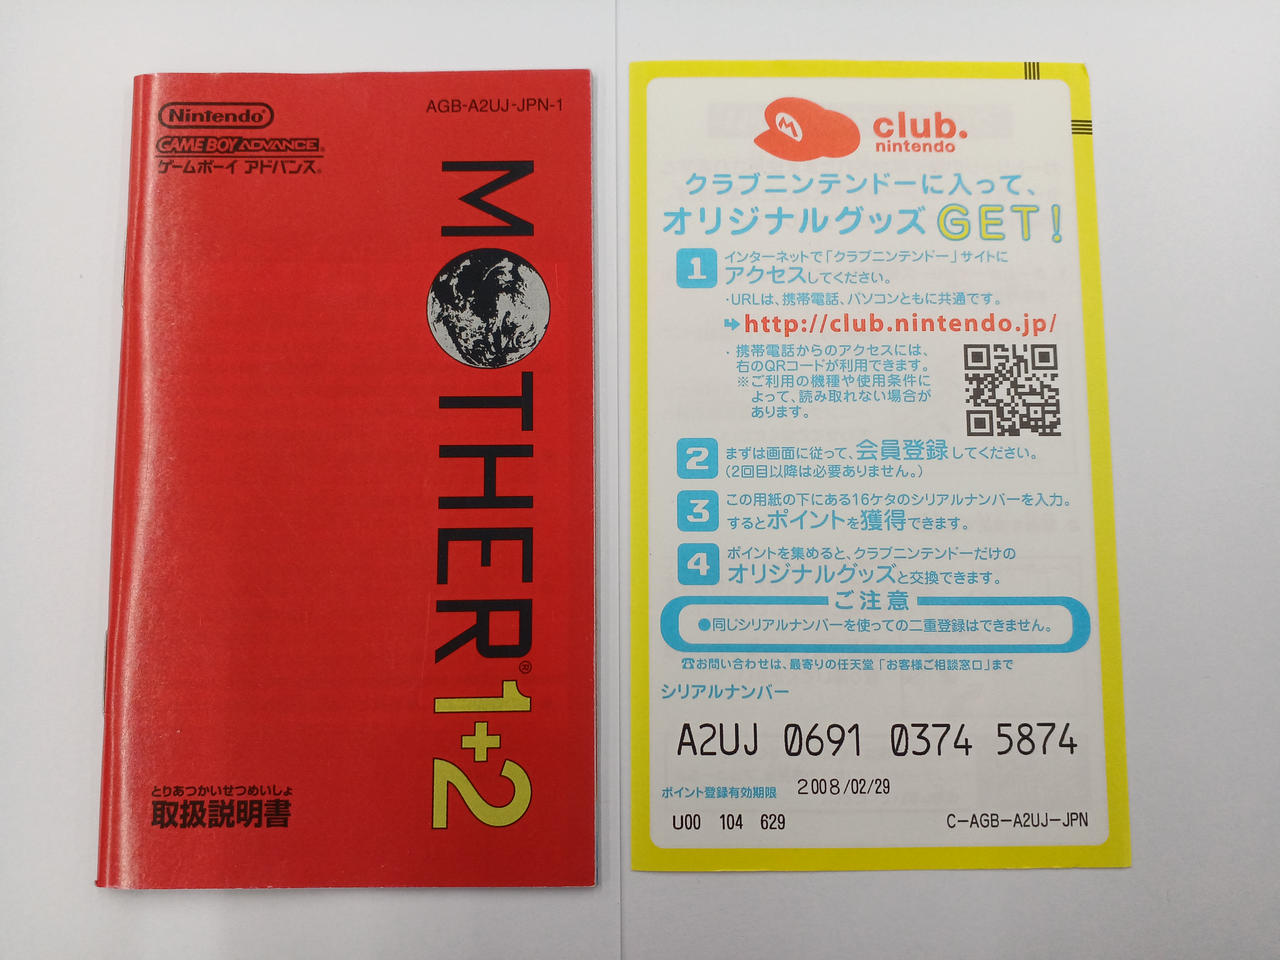 Nintendo®
GAME BOY ADVANCE®
ゲームボーイ アドバンス®
AGB-A2UJ-JPN-1
MOTHER®1+2
とりあつかいせつめいしょ
取扱説明書
M
club.
nintendo
クラブニンテンドーに入って、
オリジナルグッズ GET!
1 インターネットで「クラブニンテンドー」サイトに
アクセスしてください。
・URLは、携帯電話、パソコンともに共通です。
http://club.nintendo.jp/
・携帯電話からのアクセスには、
右のQRコードが利用できます。
※ご利用の機種や使用条件に
よって、読み取れない場合が
あります。
2 まずは画面に従って、会員登録してください。
(2回目以降は必要ありません。)
3 この用紙の下にある16ケタのシリアルナンバーを入力。
するとポイントを獲得できます。
4 ポイントを集めると、クラブニンテンドーだけの
オリジナルグッズと交換できます。
ご注意
●同じシリアルナンバーを使っての二重登録はできません。
☎お問い合わせは、最寄りの任天堂「お客様ご相談窓口」まで
シリアルナンバー
A2UJ 0691 0374 5874
ポイント登録有効期限 2008/02/29
U00 104 629
C-AGB-A2UJ-JPN